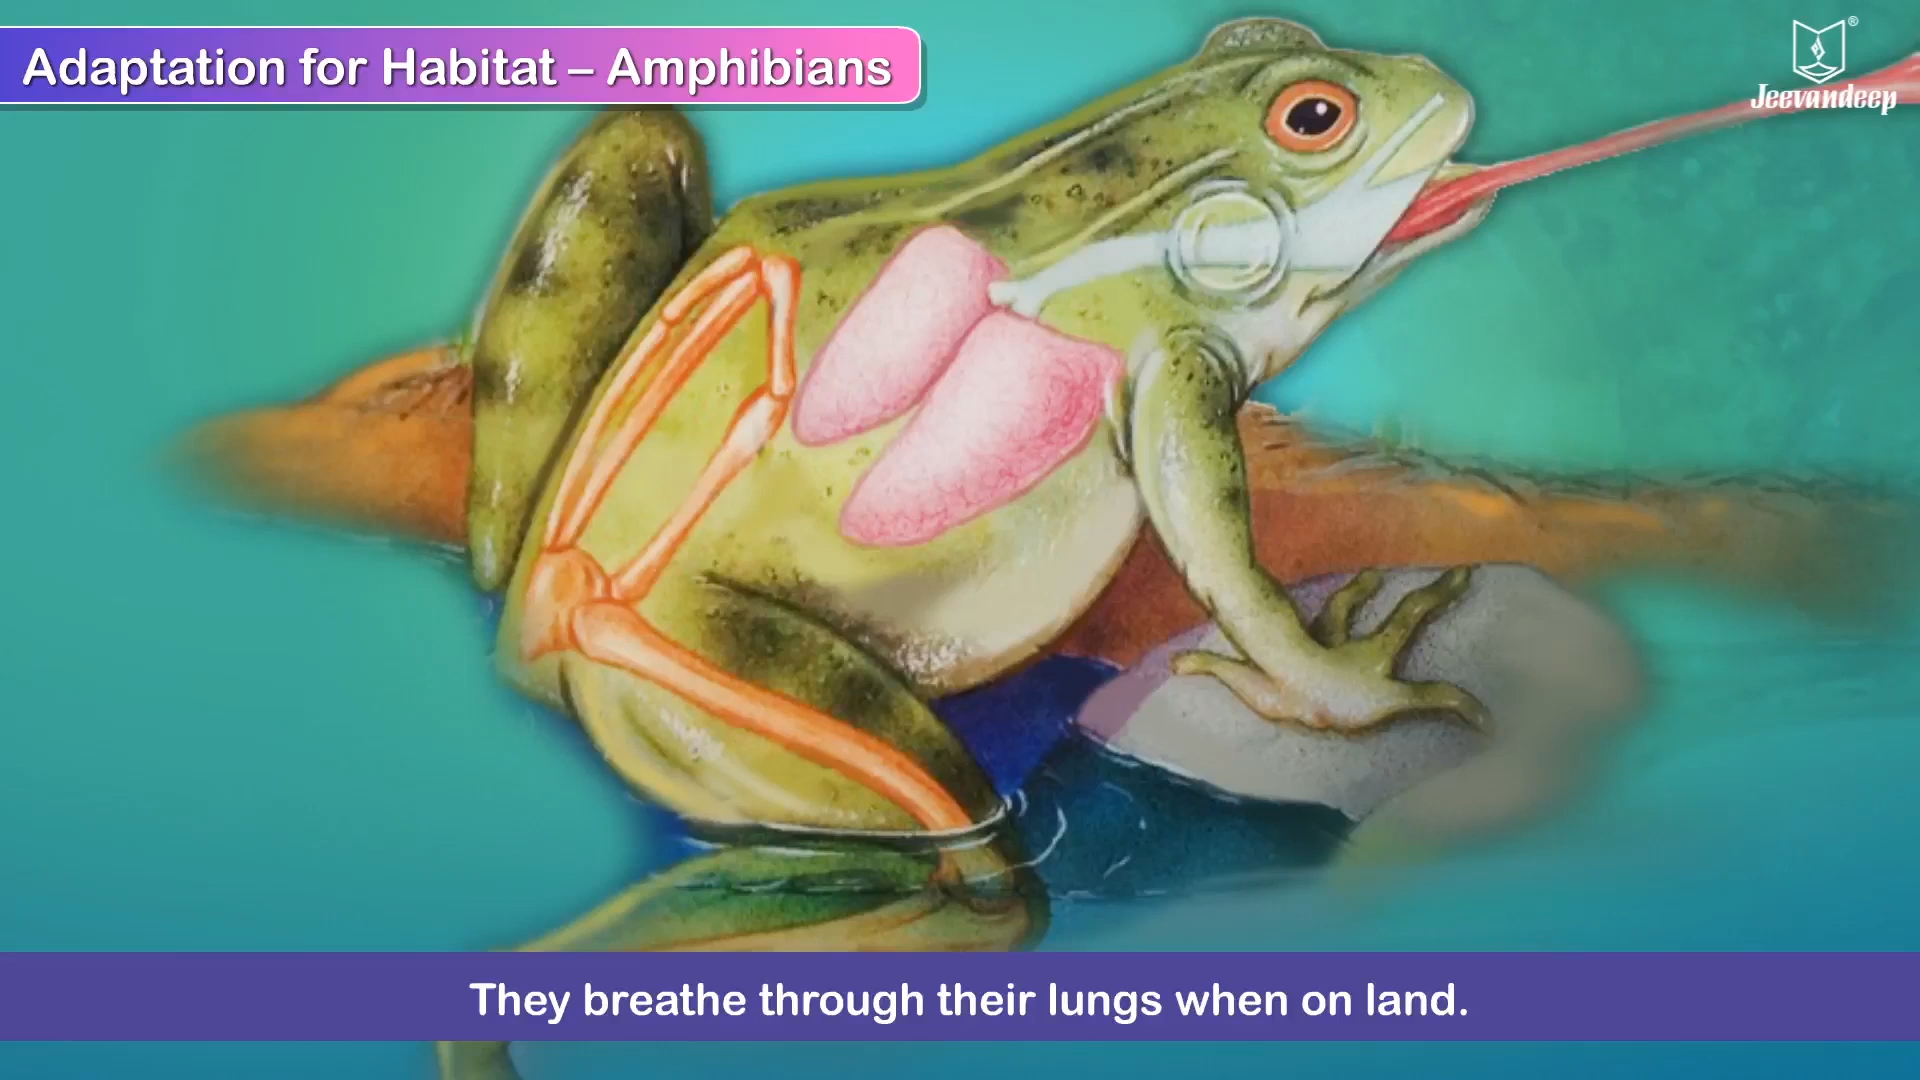 Adaptation for Habitat – Amphibians
®
Jeevandeep
They breathe through their lungs when on land.